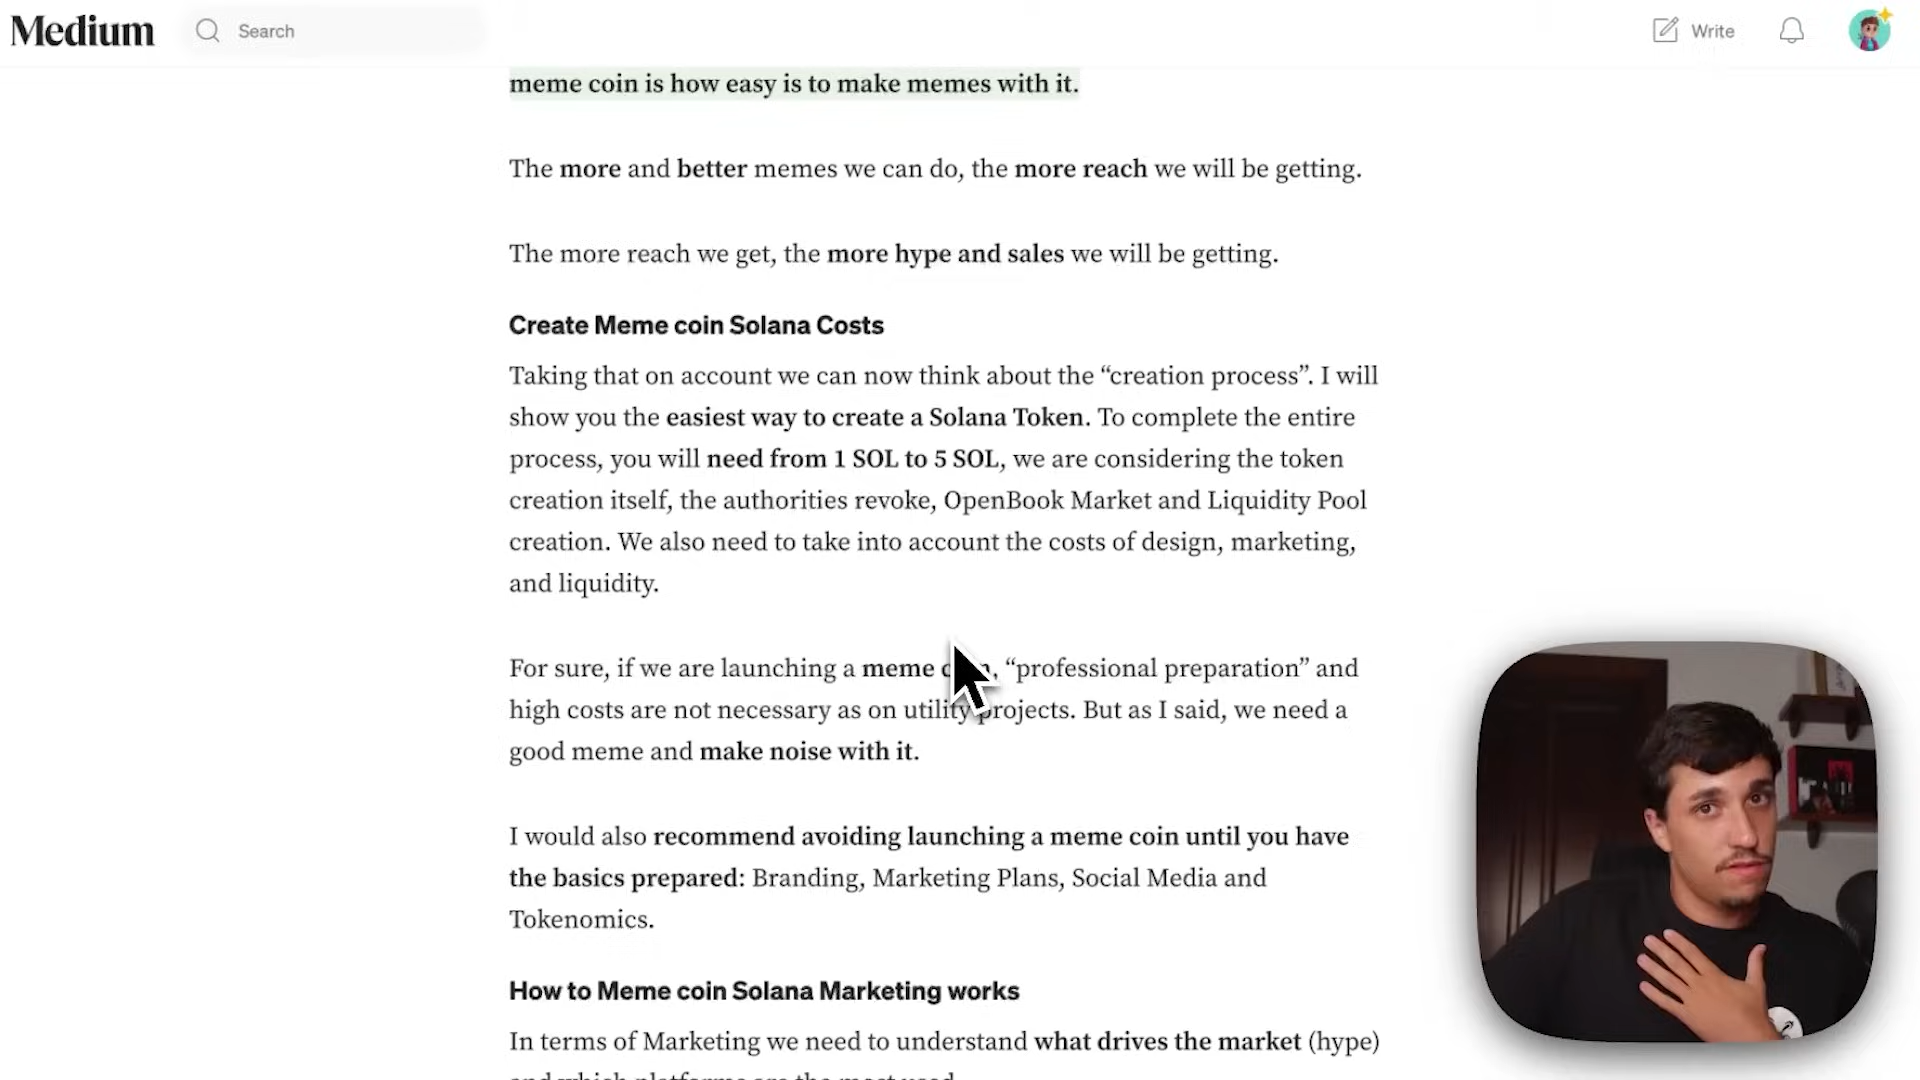 Medium
Search
Write
meme coin is how easy is to make memes with it.
The more and better memes we can do, the more reach we will be getting.
The more reach we get, the more hype and sales we will be getting.
Create Meme coin Solana Costs
Taking that on account we can now think about the “creation process”. I will
show you the easiest way to create a Solana Token. To complete the entire
process, you will need from 1 SOL to 5 SOL, we are considering the token
creation itself, the authorities revoke, OpenBook Market and Liquidity Pool
creation. We also need to take into account the costs of design, marketing,
and liquidity.
For sure, if we are launching a meme “professional preparation” and
high costs are not necessary as on utility projects. But as I said, we need a
good meme and make noise with it.
I would also recommend avoiding launching a meme coin until you have
the basics prepared: Branding, Marketing Plans, Social Media and
Tokenomics.
How to Meme coin Solana Marketing works
In terms of Marketing we need to understand what drives the market (hype)